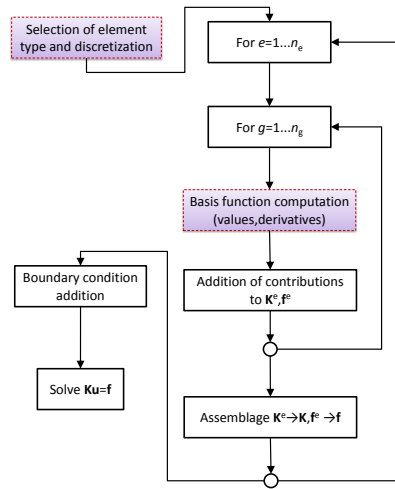 Selection of element
type and discretization
For e=1...nₑ
For g=1...n_g
Basis function computation
(values,derivatives)
Addition of contributions
to Kᵉ,fᵉ
Boundary condition
addition
Solve Ku=f
Assemblage Kᵉ→K,fᵉ →f